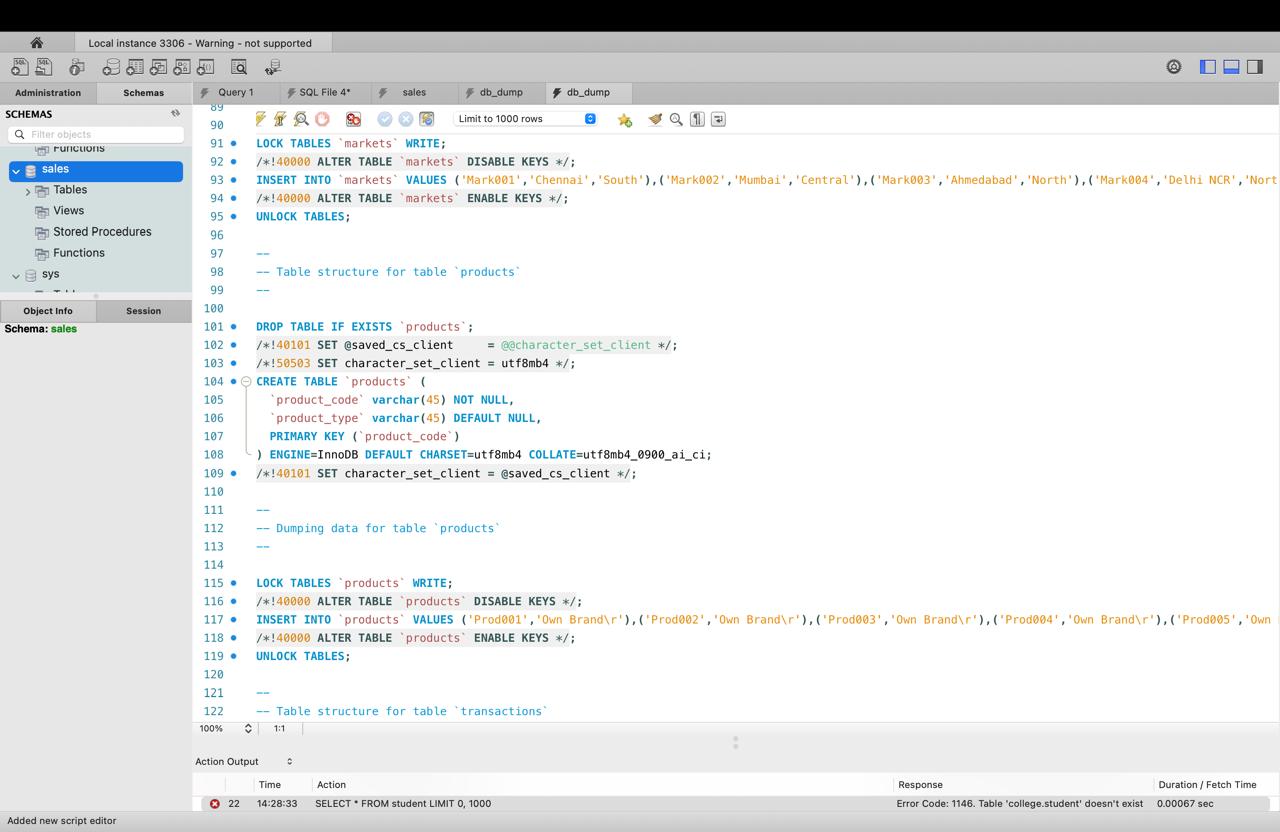 Local instance 3306 - Warning - not supported
Administration
Schemas
Query 1
SQL File 4*
sales
db_dump
db_dump
SCHEMAS
Filter objects
Functions
sales
Tables
Views
Stored Procedures
Functions
sys
Object Info
Session
Schema: sales
Limit to 1000 rows
89
90
91 LOCK TABLES `markets` WRITE;
92 /*!40000 ALTER TABLE `markets` DISABLE KEYS */;
93 INSERT INTO `markets` VALUES ('Mark001','Chennai','South'),('Mark002','Mumbai','Central'),('Mark003','Ahmedabad','North'),('Mark004','Delhi NCR','Nort
94 /*!40000 ALTER TABLE `markets` ENABLE KEYS */;
95 UNLOCK TABLES;
96
97 --
98 -- Table structure for table `products`
99 --
100
101 DROP TABLE IF EXISTS `products`;
102 /*!40101 SET @saved_cs_client     = @@character_set_client */;
103 /*!50503 SET character_set_client = utf8mb4 */;
104 CREATE TABLE `products` (
105   `product_code` varchar(45) NOT NULL,
106   `product_type` varchar(45) DEFAULT NULL,
107   PRIMARY KEY (`product_code`)
108 ) ENGINE=InnoDB DEFAULT CHARSET=utf8mb4 COLLATE=utf8mb4_0900_ai_ci;
109 /*!40101 SET character_set_client = @saved_cs_client */;
110
111 --
112 -- Dumping data for table `products`
113 --
114
115 LOCK TABLES `products` WRITE;
116 /*!40000 ALTER TABLE `products` DISABLE KEYS */;
117 INSERT INTO `products` VALUES ('Prod001','Own Brand\r'),('Prod002','Own Brand\r'),('Prod003','Own Brand\r'),('Prod004','Own Brand\r'),('Prod005','Own
118 /*!40000 ALTER TABLE `products` ENABLE KEYS */;
119 UNLOCK TABLES;
120
121 --
122 -- Table structure for table `transactions`
100% 1:1
Action Output
Time Action Response Duration / Fetch Time
22 14:28:33 SELECT * FROM student LIMIT 0, 1000 Error Code: 1146. Table 'college.student' doesn't exist 0.00067 sec
Added new script editor